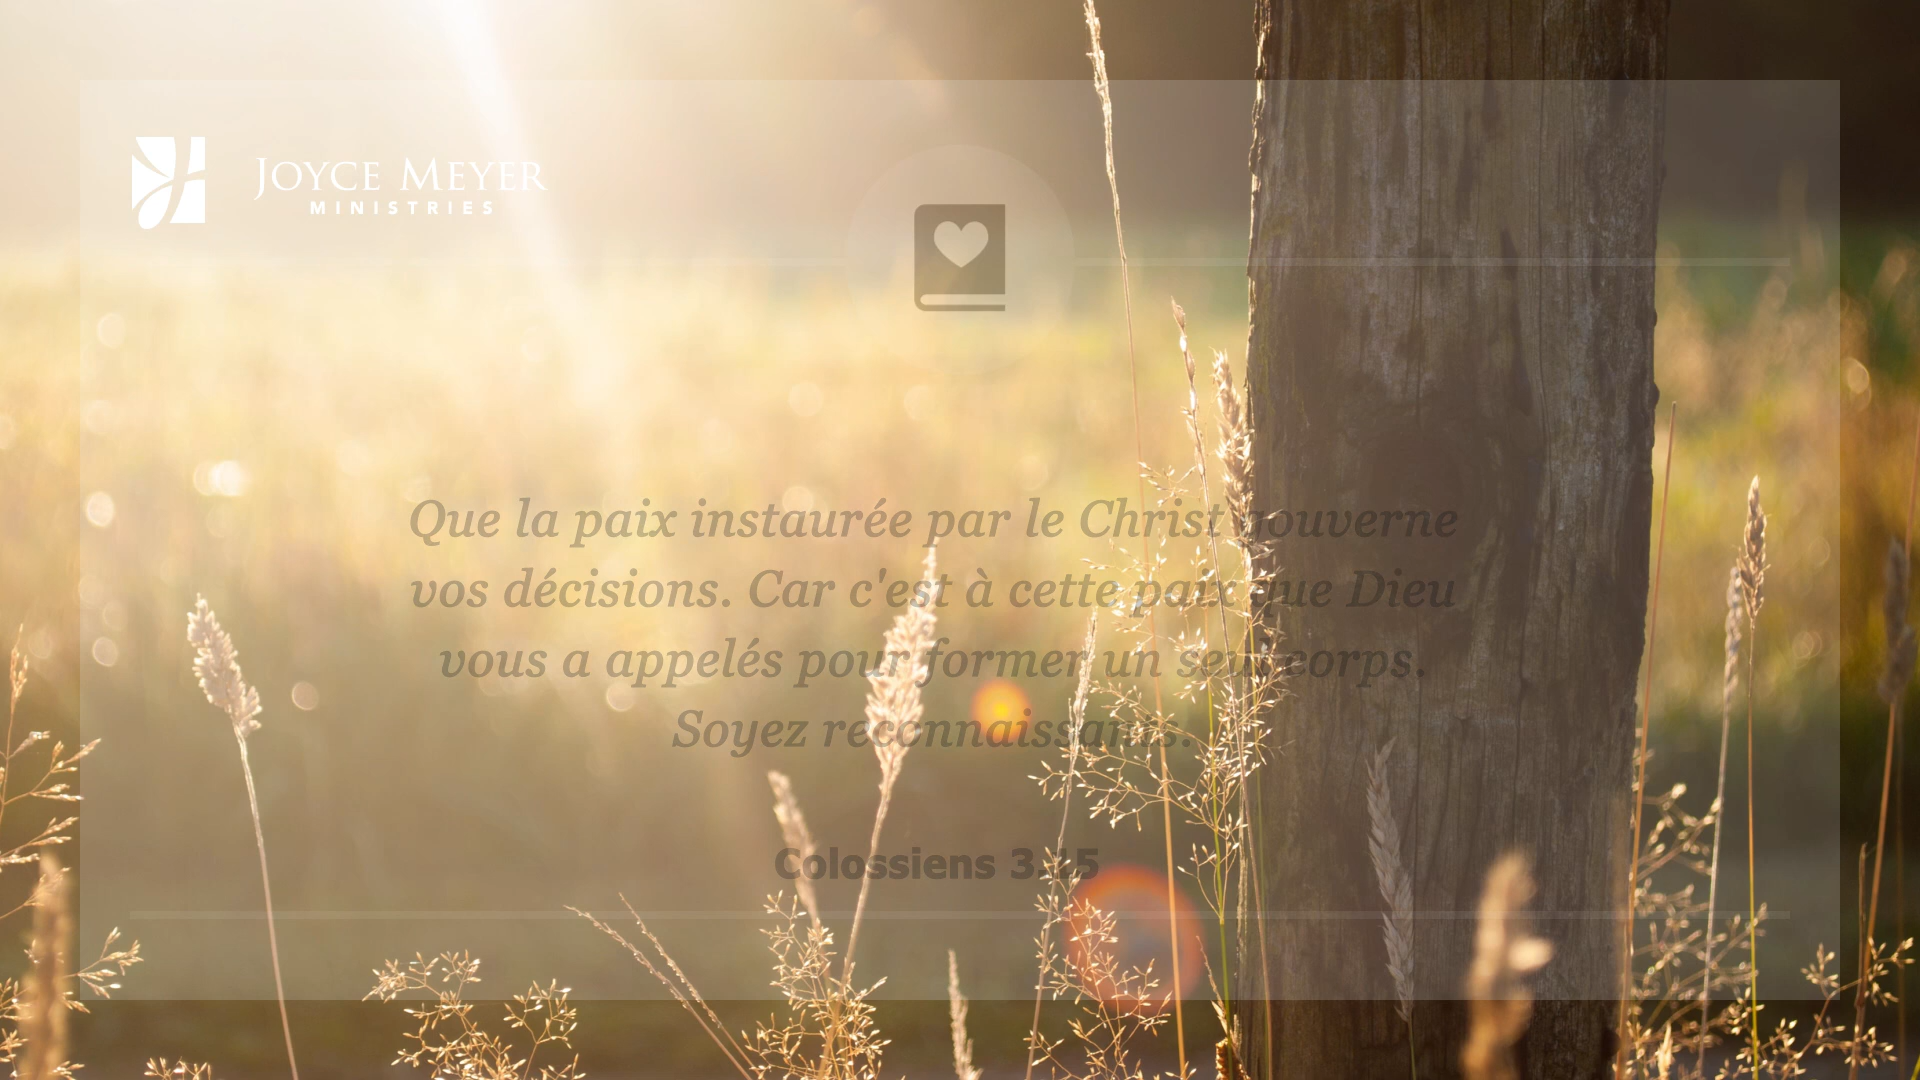 JOYCE MEYER
MINISTRIES
Que la paix instaurée par le Christ gouverne
vos décisions. Car c'est à cette paix que Dieu
vous a appelés pour former un seul corps.
Soyez reconnaissants.
Colossiens 3.15